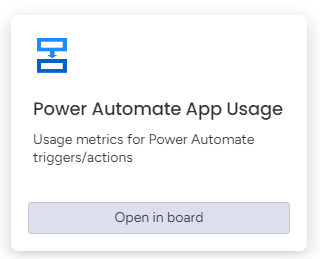 Power Automate App Usage
Usage metrics for Power Automate
triggers/actions
Open in board